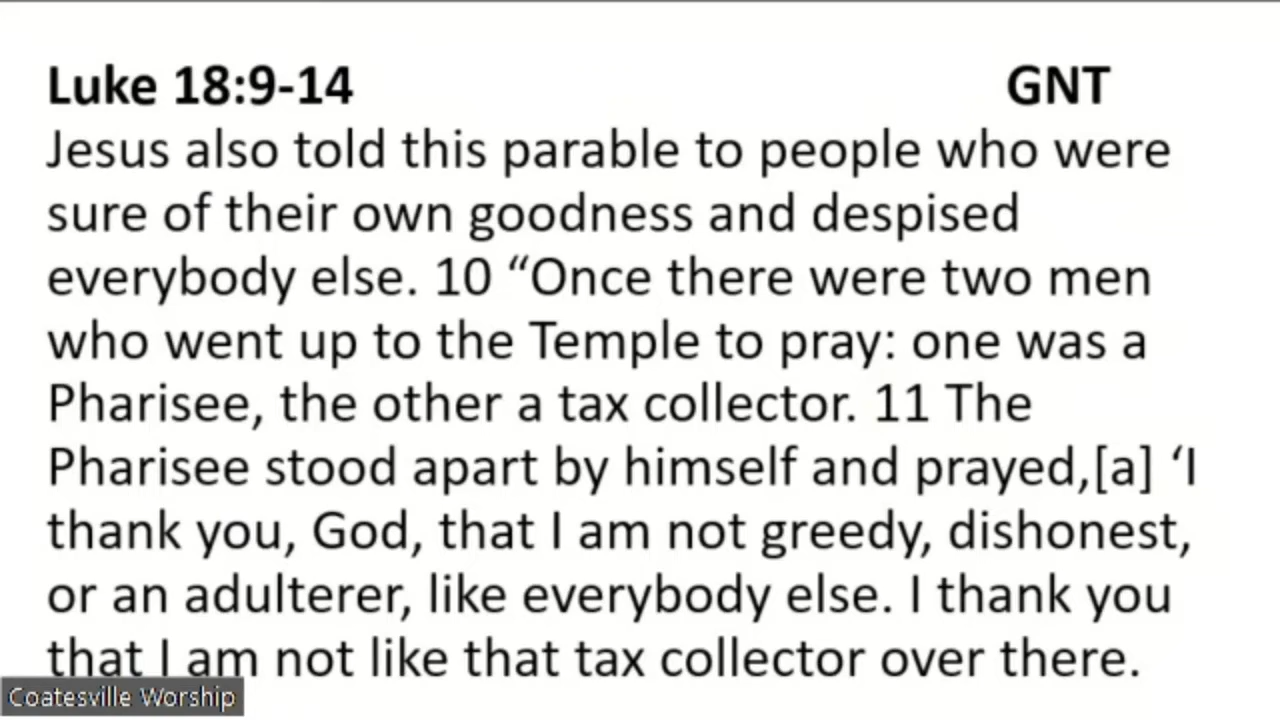 Luke 18:9-14 GNT
Jesus also told this parable to people who were
sure of their own goodness and despised
everybody else. 10 “Once there were two men
who went up to the Temple to pray: one was a
Pharisee, the other a tax collector. 11 The
Pharisee stood apart by himself and prayed,[a] ‘I
thank you, God, that I am not greedy, dishonest,
or an adulterer, like everybody else. I thank you
that I am not like that tax collector over there.
Coatesville Worship